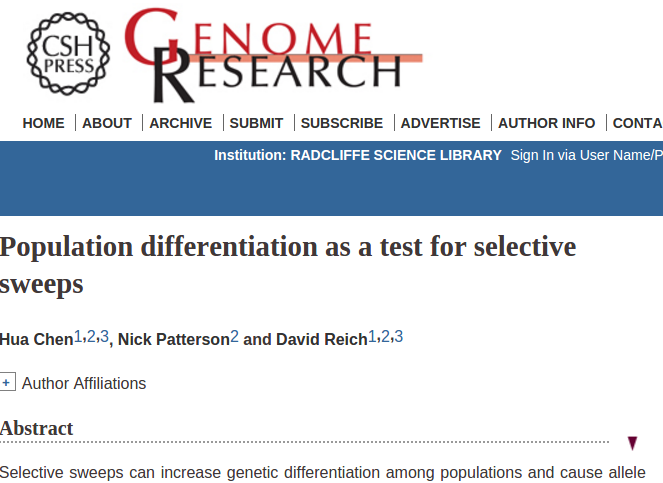 CSH
PRESS
GENOME
RESEARCH
HOME ABOUT ARCHIVE SUBMIT SUBSCRIBE ADVERTISE AUTHOR INFO CONTA
Institution: RADCLIFFE SCIENCE LIBRARY Sign In via User Name/P
Population differentiation as a test for selective
sweeps
Hua Chen1,2,3, Nick Patterson2 and David Reich1,2,3
+ Author Affiliations
Abstract
Selective sweeps can increase genetic differentiation among populations and cause allele